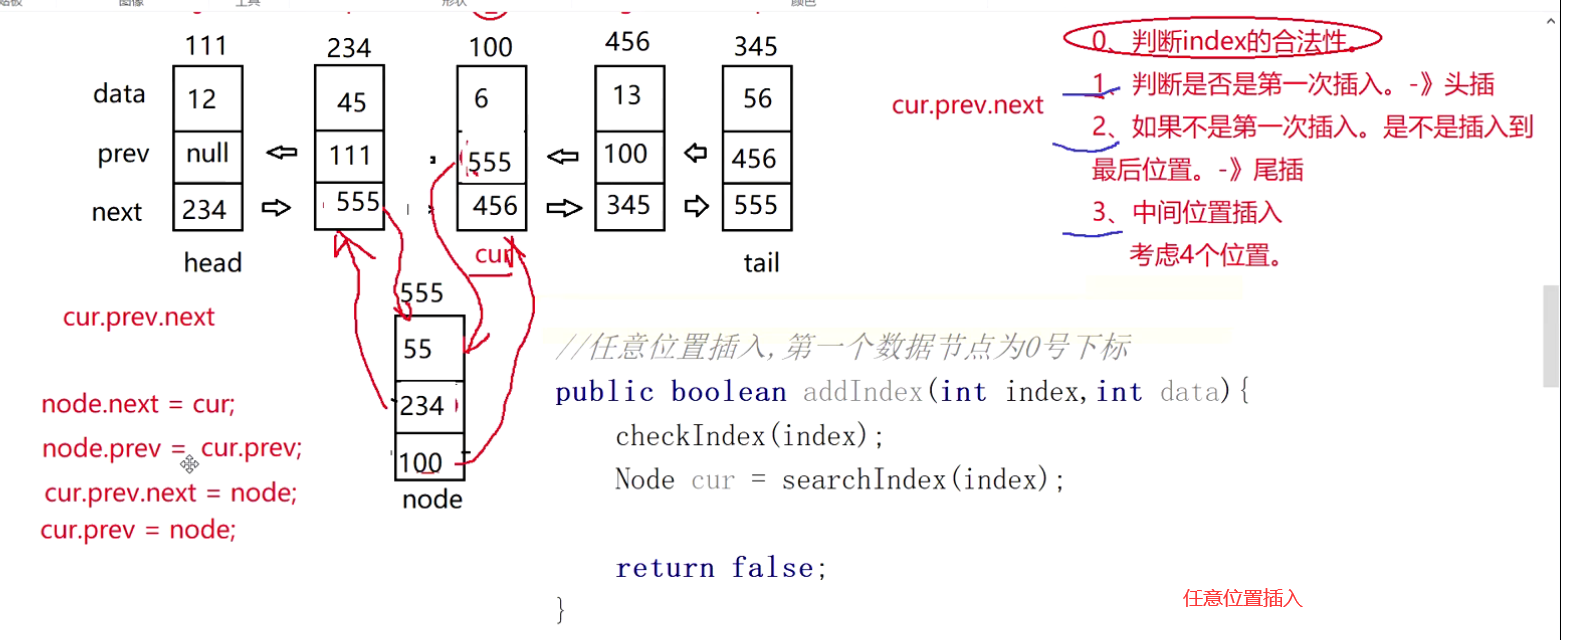 111 234 100 456 345
data 12 45 6 13 56
prev null 111 555 100 456
next 234 555 456 345 555
head cur tail
0、判断index的合法性。
1、判断是否是第一次插入。-》头插
2、如果不是第一次插入。是不是插入到
最后位置。-》尾插
3、中间位置插入
考虑4个位置。
cur.prev.next
cur.prev.next
555
55
234
100
node
node.next = cur;
node.prev = cur.prev;
cur.prev.next = node;
cur.prev = node;
//任意位置插入,第一个数据节点为0号下标
public boolean addIndex(int index,int data){
checkIndex(index);
Node cur = searchIndex(index);
return false;
}
任意位置插入